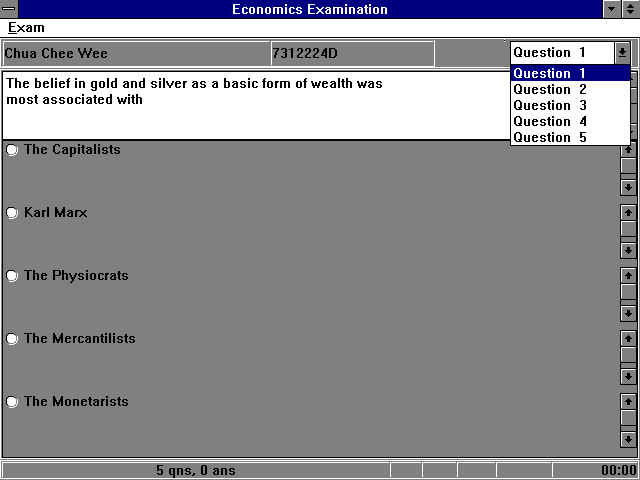 Economics Examination
Exam
Chua Chee Wee 7312224D Question 1
Question 1
Question 2
Question 3
Question 4
Question 5
The belief in gold and silver as a basic form of wealth was
most associated with
The Capitalists
Karl Marx
The Physiocrats
The Mercantilists
The Monetarists
5 qns, 0 ans 00:00